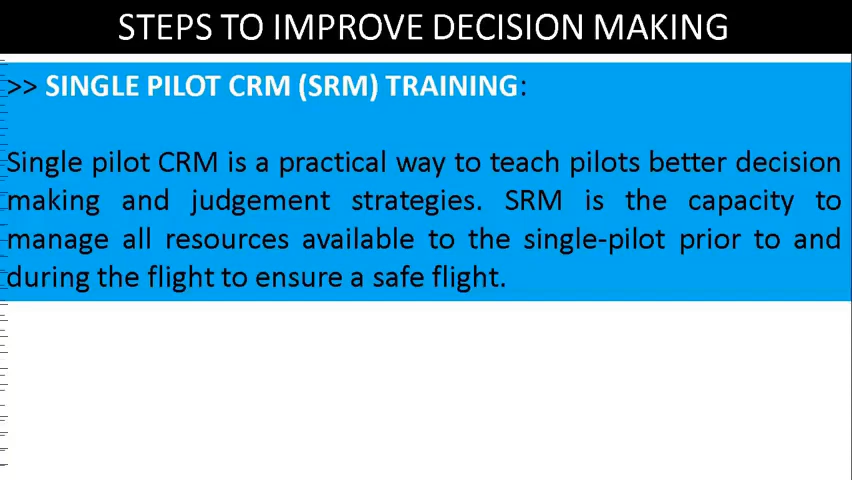 STEPS TO IMPROVE DECISION MAKING
>> SINGLE PILOT CRM (SRM) TRAINING:
Single pilot CRM is a practical way to teach pilots better decision
making and judgement strategies. SRM is the capacity to
manage all resources available to the single-pilot prior to and
during the flight to ensure a safe flight.